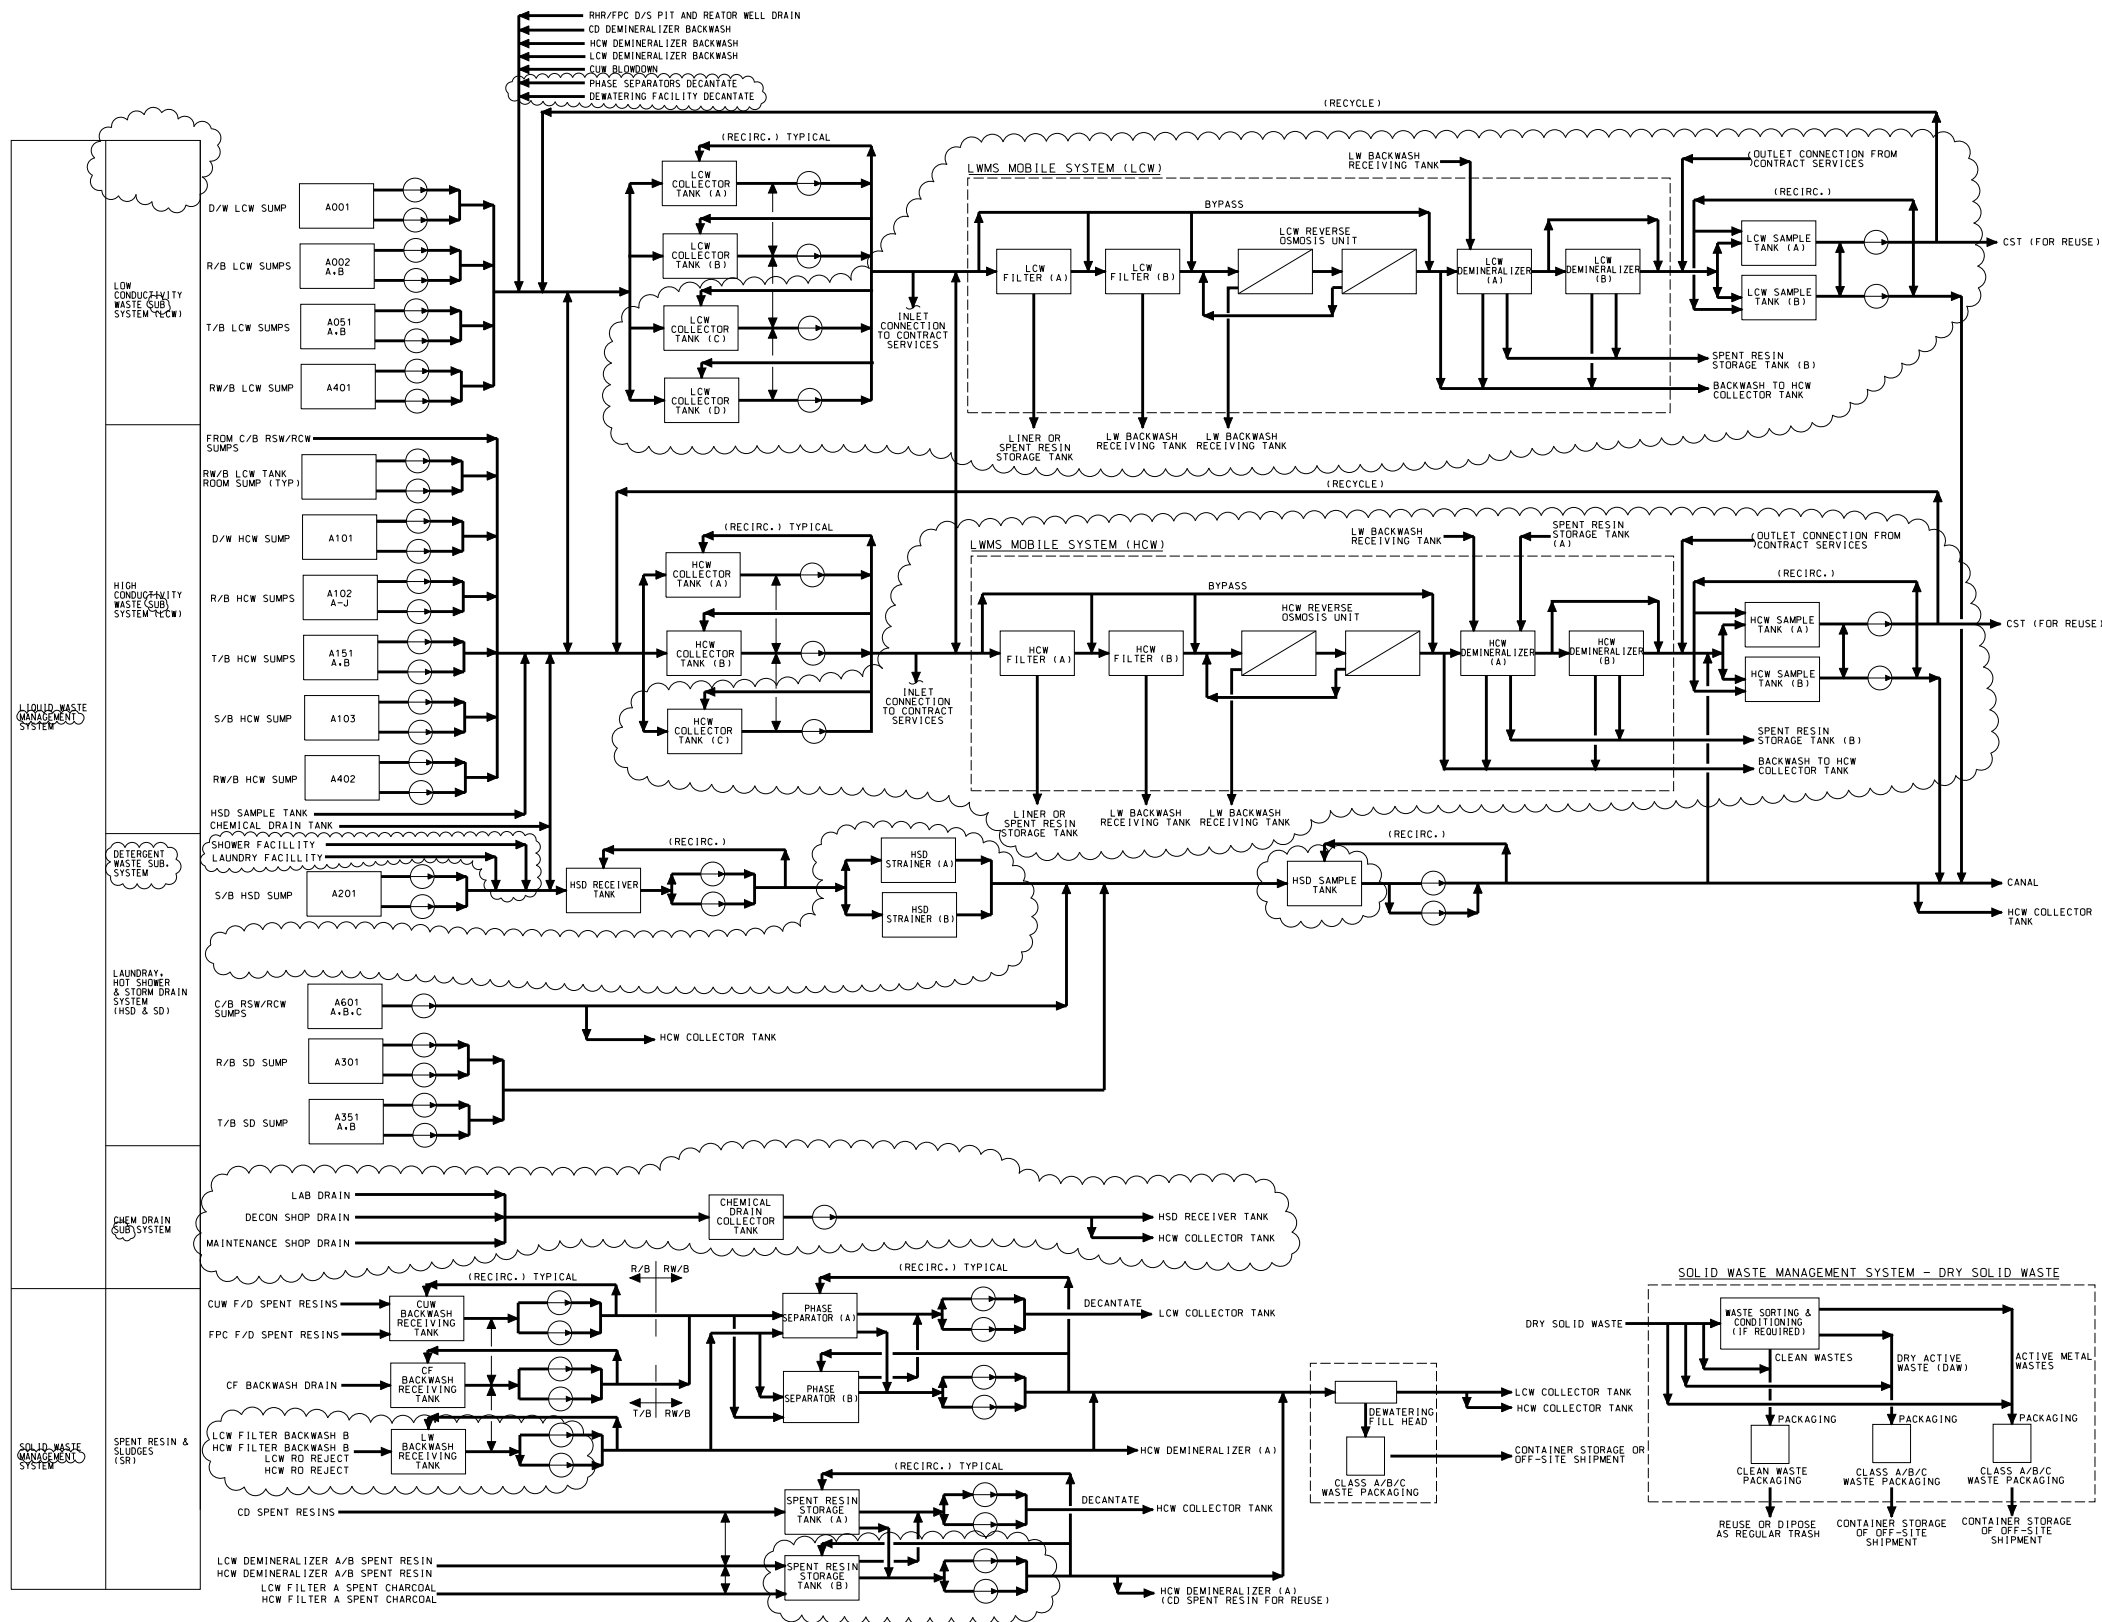 RHR/FPC D/S PIT AND REATOR WELL DRAIN
CD DEMINERALIZER BACKWASH
HCW DEMINERALIZER BACKWASH
LCW DEMINERALIZER BACKWASH
CUW BLOWDOWN
PHASE SEPARATORS DECANTATE
DEWATERING FACILITY DECANTATE
(RECYCLE)
(RECIRC.) TYPICAL
LOW
CONDUCTIVITY
WASTE (SUB)
SYSTEM (LCW)
D/W LCW SUMP
A001
R/B LCW SUMPS
A002
A,B
T/B LCW SUMPS
A051
A,B
RW/B LCW SUMP
A401
LCW
COLLECTOR
TANK (A)
LCW
COLLECTOR
TANK (B)
LCW
COLLECTOR
TANK (C)
LCW
COLLECTOR
TANK (D)
INLET
CONNECTION
TO CONTRACT
SERVICES
LWMS MOBILE SYSTEM (LCW)
BYPASS
LCW
FILTER (A)
LCW
FILTER (B)
LCW REVERSE
OSMOSIS UNIT
LW BACKWASH
RECEIVING TANK
LCW
DEMINERALIZER
(A)
LCW
DEMINERALIZER
(B)
OUTLET CONNECTION FROM
CONTRACT SERVICES
(RECIRC.)
LCW SAMPLE
TANK (A)
LCW SAMPLE
TANK (B)
CST (FOR REUSE)
SPENT RESIN
STORAGE TANK (B)
BACKWASH TO HCW
COLLECTOR TANK
LINER OR
SPENT RESIN
STORAGE TANK
LW BACKWASH
RECEIVING TANK
LW BACKWASH
RECEIVING TANK
LIQUID WASTE
MANAGEMENT
SYSTEM
HIGH
CONDUCTIVITY
WASTE (SUB)
SYSTEM (LCW)
FROM C/B RSW/RCW
SUMPS
RW/B LCW TANK
ROOM SUMP (TYP)
D/W HCW SUMP
A101
R/B HCW SUMPS
A102
A-J
T/B HCW SUMPS
A151
A,B
S/B HCW SUMP
A103
RW/B HCW SUMP
A402
HSD SAMPLE TANK
CHEMICAL DRAIN TANK
(RECYCLE)
(RECIRC.) TYPICAL
HCW
COLLECTOR
TANK (A)
HCW
COLLECTOR
TANK (B)
HCW
COLLECTOR
TANK (C)
INLET
CONNECTION
TO CONTRACT
SERVICES
LWMS MOBILE SYSTEM (HCW)
BYPASS
HCW
FILTER (A)
HCW
FILTER (B)
HCW REVERSE
OSMOSIS UNIT
LW BACKWASH
RECEIVING TANK
SPENT RESIN
STORAGE TANK
(A)
HCW
DEMINERALIZER
(A)
HCW
DEMINERALIZER
(B)
OUTLET CONNECTION FROM
CONTRACT SERVICES
(RECIRC.)
HCW SAMPLE
TANK (A)
HCW SAMPLE
TANK (B)
CST (FOR REUSE)
SPENT RESIN
STORAGE TANK (B)
BACKWASH TO HCW
COLLECTOR TANK
LINER OR
SPENT RESIN
STORAGE TANK
LW BACKWASH
RECEIVING TANK
LW BACKWASH
RECEIVING TANK
DETERGENT
WASTE SUB.
SYSTEM
SHOWER FACILLITY
LAUNDRY FACILLITY
S/B HSD SUMP
A201
HSD RECEIVER
TANK
(RECIRC.)
HSD
STRAINER (A)
HSD
STRAINER (B)
(RECIRC.)
HSD SAMPLE
TANK
CANAL
HCW COLLECTOR
TANK
LAUNDRAY,
HOT SHOWER
& STORM DRAIN
SYSTEM
(HSD & SD)
C/B RSW/RCW
SUMPS
A601
A,B,C
HCW COLLECTOR TANK
R/B SD SUMP
A301
T/B SD SUMP
A351
A,B
CHEM DRAIN
SUB SYSTEM
LAB DRAIN
DECON SHOP DRAIN
MAINTENANCE SHOP DRAIN
CHEMICAL
DRAIN
COLLECTOR
TANK
HSD RECEIVER TANK
HCW COLLECTOR TANK
SOLID WASTE
MANAGEMENT
SYSTEM
SPENT RESIN &
SLUDGES
(SR)
(RECIRC.) TYPICAL
R/B
RW/B
CUW F/D SPENT RESINS
FPC F/D SPENT RESINS
CUW
BACKWASH
RECEIVING
TANK
CF BACKWASH DRAIN
CF
BACKWASH
RECEIVING
TANK
T/B
RW/B
LCW FILTER BACKWASH B
HCW FILTER BACKWASH B
LCW RO REJECT
HCW RO REJECT
LW
BACKWASH
RECEIVING
TANK
(RECIRC.) TYPICAL
PHASE
SEPARATOR (A)
PHASE
SEPARATOR (B)
DECANTATE
LCW COLLECTOR TANK
HCW DEMINERALIZER (A)
(RECIRC.) TYPICAL
CD SPENT RESINS
SPENT RESIN
STORAGE
TANK (A)
DECANTATE
HCW COLLECTOR TANK
LCW DEMINERALIZER A/B SPENT RESIN
HCW DEMINERALIZER A/B SPENT RESIN
LCW FILTER A SPENT CHARCOAL
HCW FILTER A SPENT CHARCOAL
SPENT RESIN
STORAGE
TANK (B)
HCW DEMINERALIZER (A)
(CD SPENT RESIN FOR REUSE)
DEWATERING
FILL HEAD
CLASS A/B/C
WASTE PACKAGING
LCW COLLECTOR TANK
HCW COLLECTOR TANK
CONTAINER STORAGE OR
OFF-SITE SHIPMENT
SOLID WASTE MANAGEMENT SYSTEM - DRY SOLID WASTE
DRY SOLID WASTE
WASTE SORTING &
CONDITIONING
(IF REQUIRED)
CLEAN WASTES
DRY ACTIVE
WASTE (DAW)
ACTIVE METAL
WASTES
PACKAGING
PACKAGING
PACKAGING
CLEAN WASTE
PACKAGING
CLASS A/B/C
WASTE PACKAGING
CLASS A/B/C
WASTE PACKAGING
REUSE OR DIPOSE
AS REGULAR TRASH
CONTAINER STORAGE
OF OFF-SITE
SHIPMENT
CONTAINER STORAGE
OF OFF-SITE
SHIPMENT